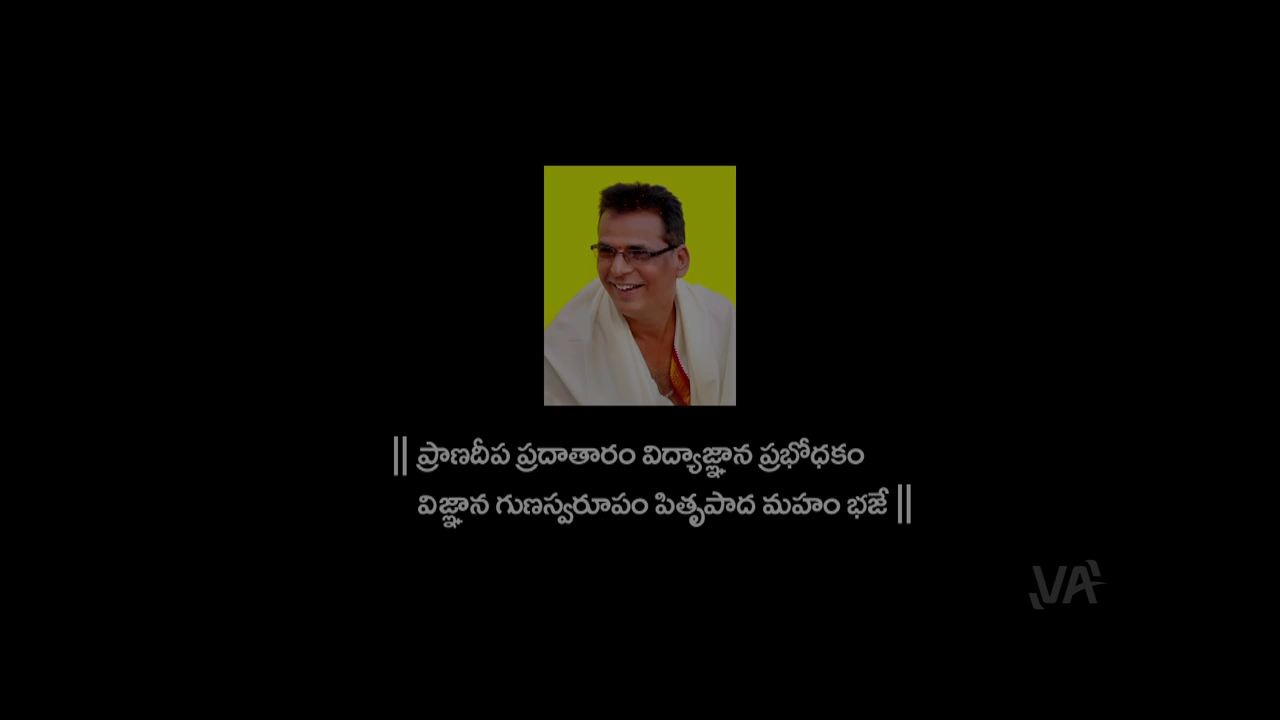 || ప్రాణదీప ప్రదాతారం విద్యాజ్ఞాన ప్రభోధకం
విజ్ఞాన గుణస్వరూపం పితృపాద మహం భజే ||
VA